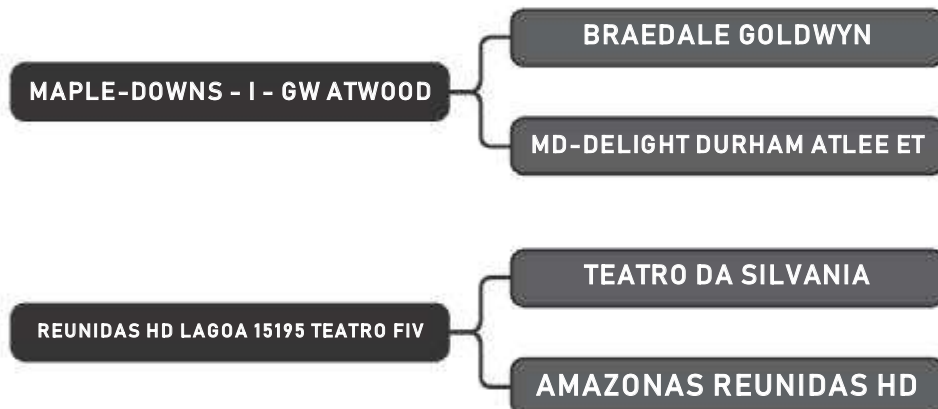 BRAEDALE GOLDWYN
MAPLE-DOWNS - I - GW ATWOOD
MD-DELIGHT DURHAM ATLEE ET
TEATRO DA SILVANIA
REUNIDAS HD LAGOA 15195 TEATRO FIV
AMAZONAS REUNIDAS HD